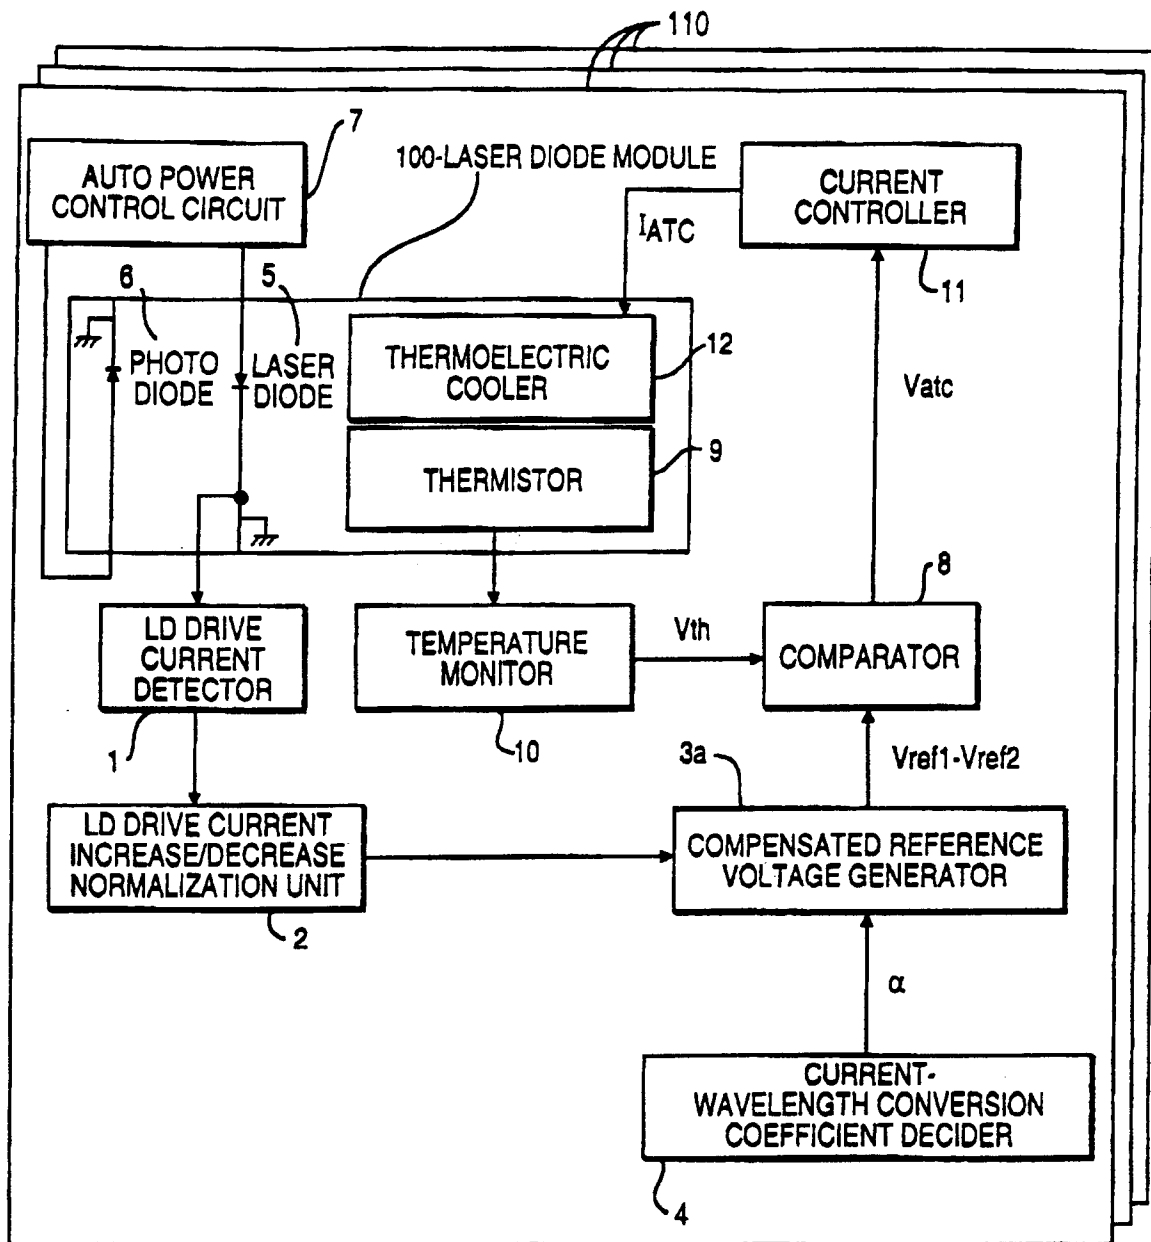 110
7
AUTO POWER
CONTROL CIRCUIT
100-LASER DIODE MODULE
CURRENT
CONTROLLER
IATC
11
6
5
PHOTO
DIODE
LASER
DIODE
THERMOELECTRIC
COOLER
12
Vatc
THERMISTOR
9
8
LD DRIVE
CURRENT
DETECTOR
TEMPERATURE
MONITOR
Vth
COMPARATOR
1
10
3a
Vref1-Vref2
LD DRIVE CURRENT
INCREASE/DECREASE
NORMALIZATION UNIT
COMPENSATED REFERENCE
VOLTAGE GENERATOR
2
α
CURRENT-
WAVELENGTH CONVERSION
COEFFICIENT DECIDER
4